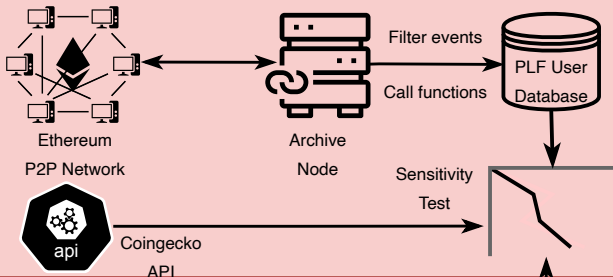 Filter events
Call functions
PLF User
Database
Ethereum
P2P Network
Archive
Node
Sensitivity
Test
api
Coingecko
API